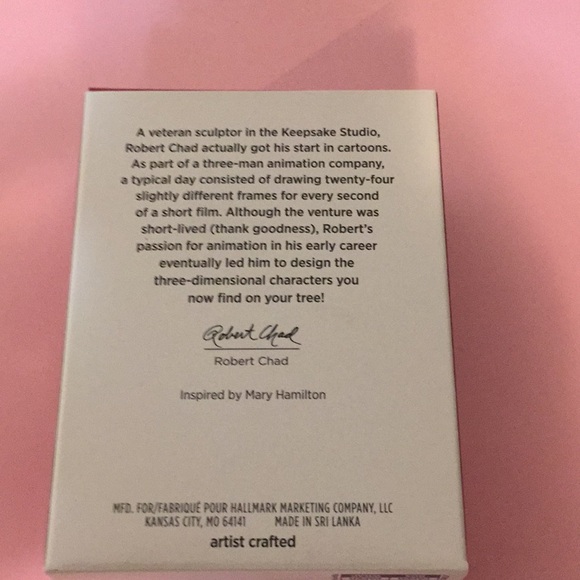 A veteran sculptor in the Keepsake Studio,
Robert Chad actually got his start in cartoons.
As part of a three-man animation company,
a typical day consisted of drawing twenty-four
slightly different frames for every second
of a short film. Although the venture was
short-lived (thank goodness), Robert's
passion for animation in his early career
eventually led him to design the
three-dimensional characters you
now find on your tree!
Robert Chad
Robert Chad
Inspired by Mary Hamilton
MFD. FOR/FABRIQUÉ POUR HALLMARK MARKETING COMPANY, LLC
KANSAS CITY, MO 64141 MADE IN SRI LANKA
artist crafted